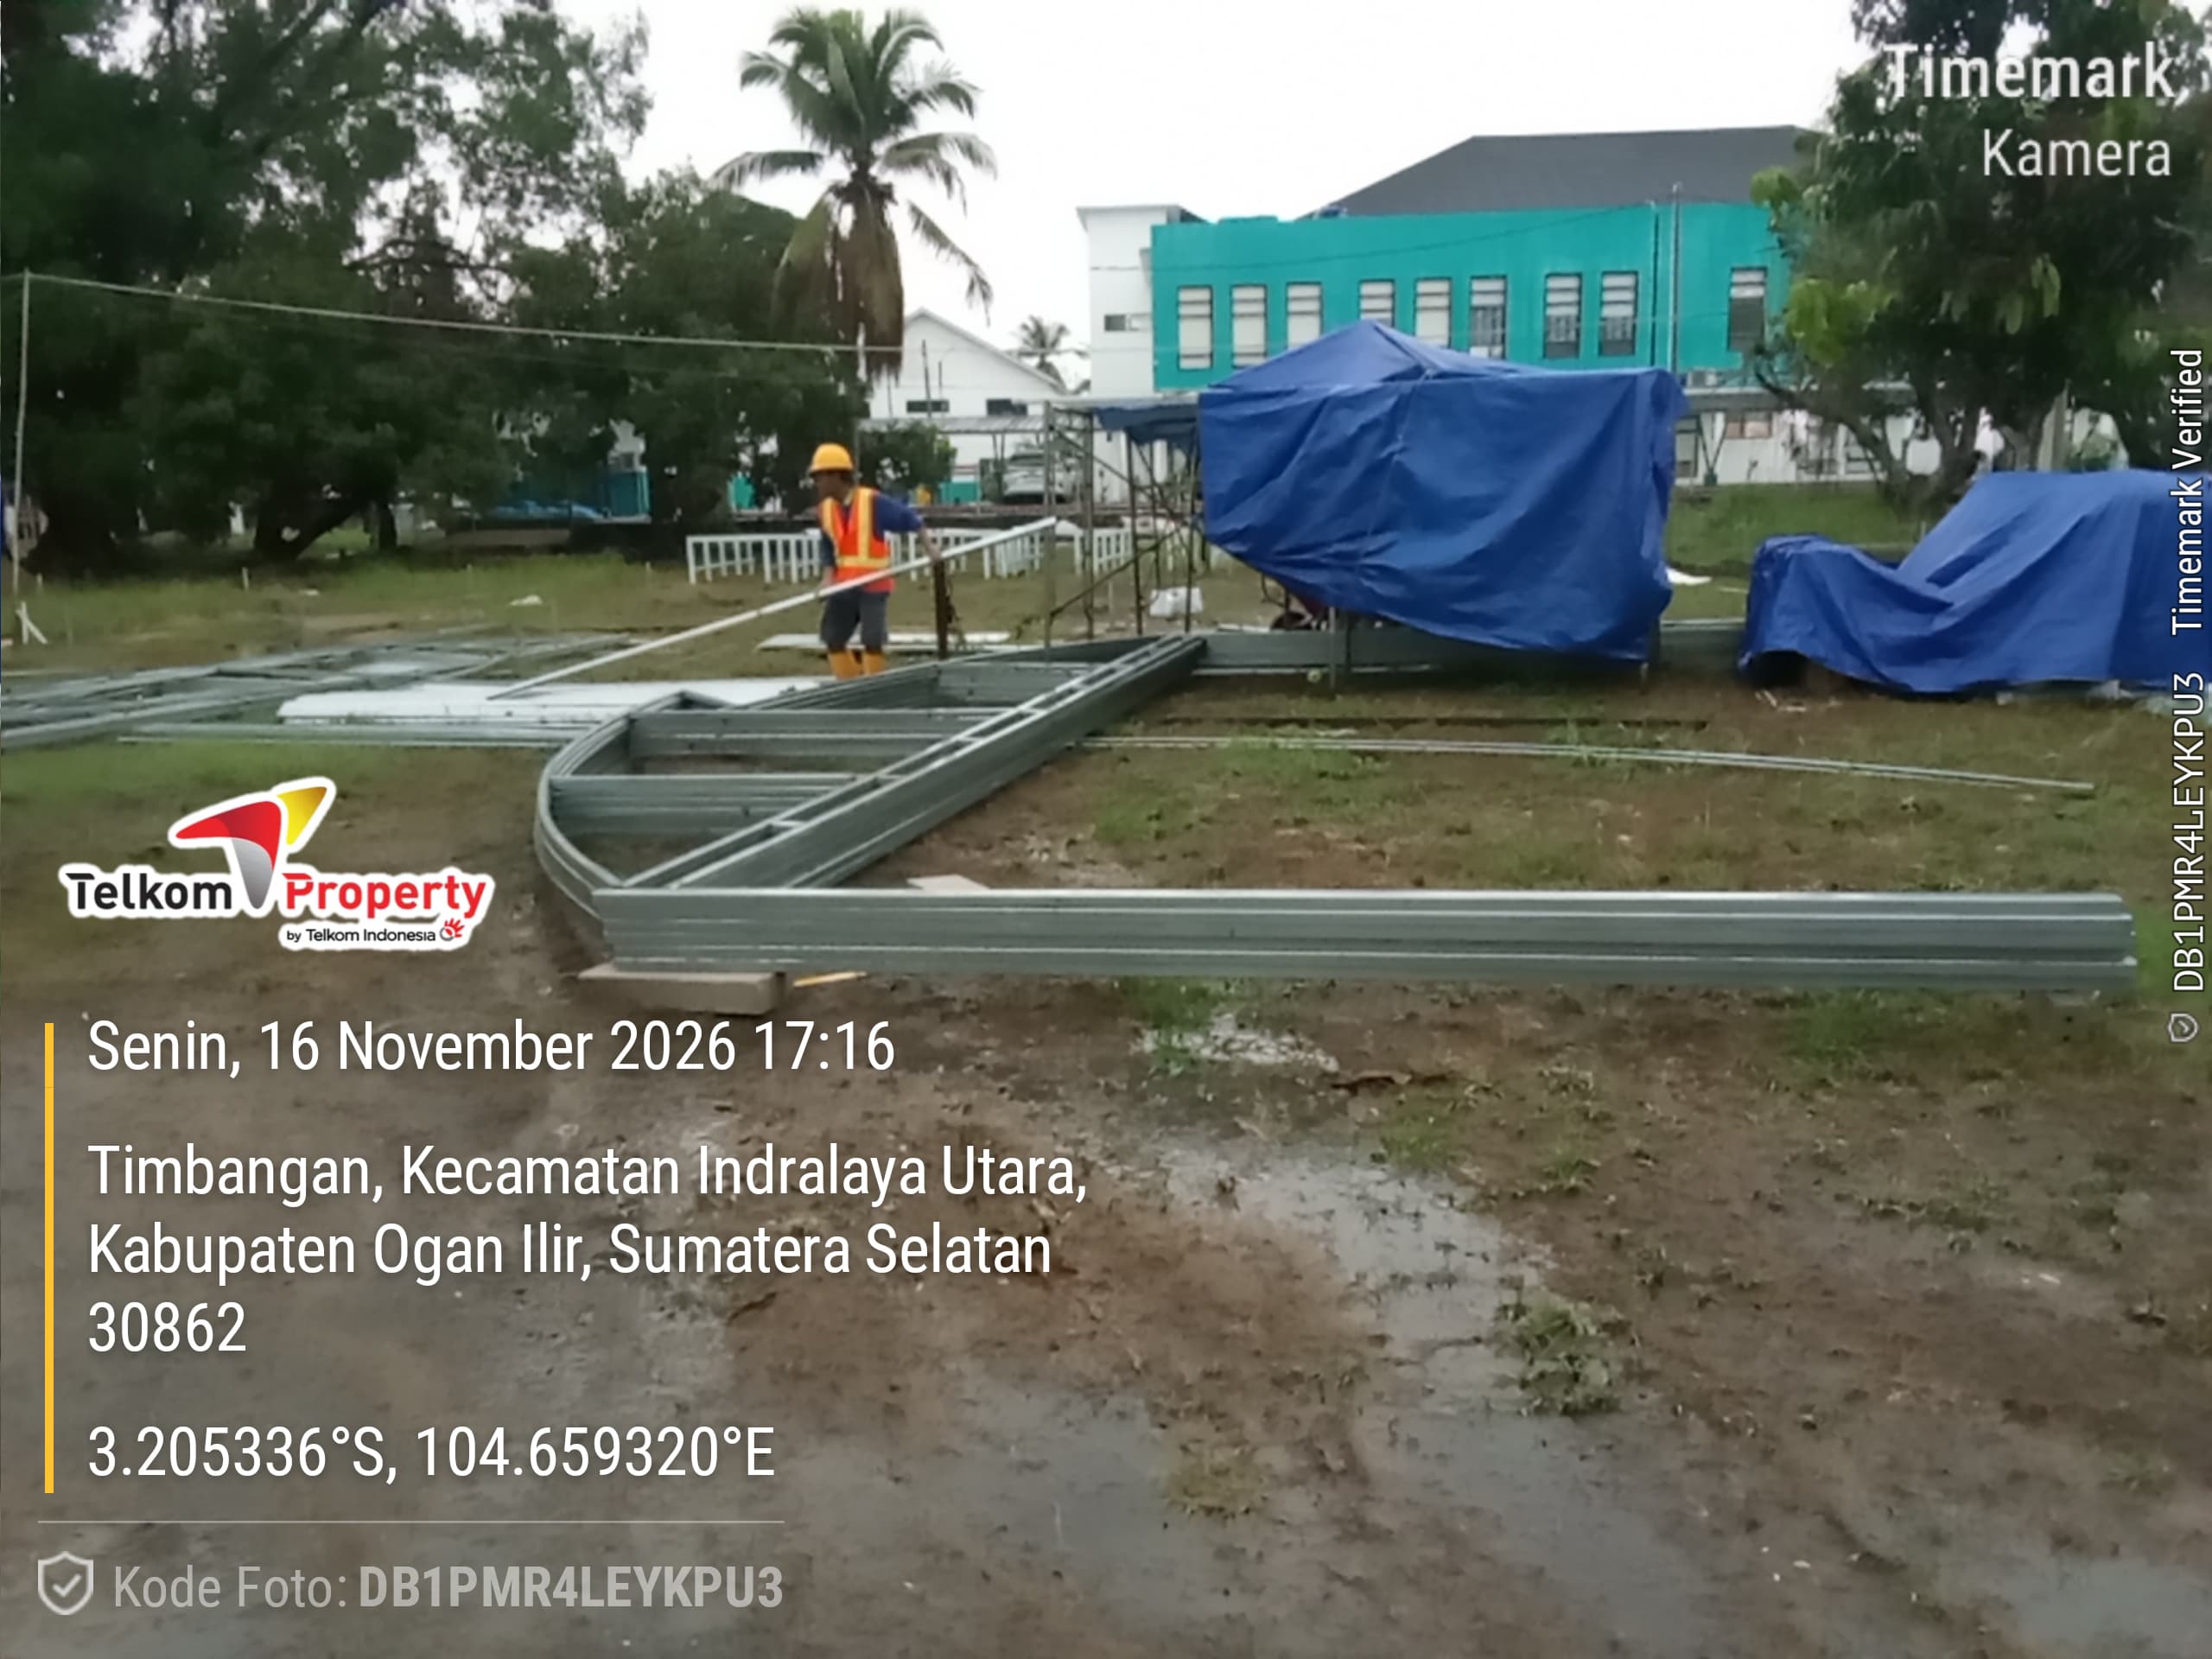 Timemark
Kamera
Telkom Property
by Telkom Indonesia
Senin, 16 November 2026 17:16
Timbangan, Kecamatan Indralaya Utara,
Kabupaten Ogan Ilir, Sumatera Selatan
30862
3.205336°S, 104.659320°E
Kode Foto: DB1PMR4LEYKPU3
DB1PMR4LEYKPU3 Timemark Verified